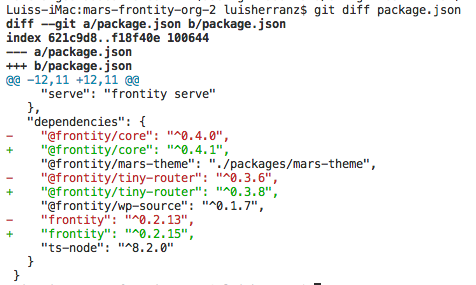 Luiss-iMac:mars-frontity-org-2 luisherranz$ git diff package.json
diff --git a/package.json b/package.json
index 621c9d8..f18f40e 100644
--- a/package.json
+++ b/package.json
@@ -12,11 +12,11 @@
     "serve": "frontity serve"
   },
   "dependencies": {
-    "@frontity/core": "^0.4.0",
+    "@frontity/core": "^0.4.1",
     "@frontity/mars-theme": "./packages/mars-theme",
-    "@frontity/tiny-router": "^0.3.6",
+    "@frontity/tiny-router": "^0.3.8",
     "@frontity/wp-source": "^0.1.7",
-    "frontity": "^0.2.13",
+    "frontity": "^0.2.15",
     "ts-node": "^8.2.0"
   }
 }